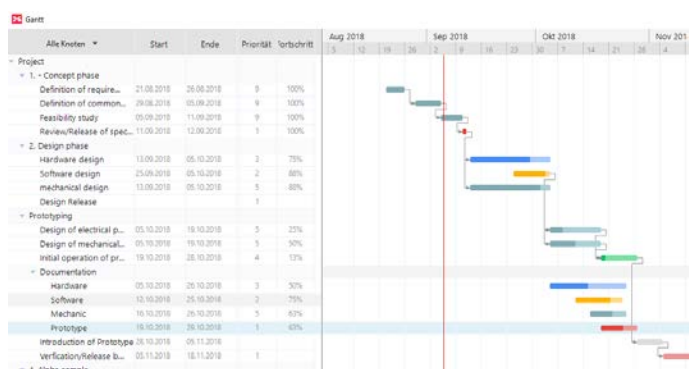 Gantt
Alle Knoten Start Ende Priorität ortschritt Aug 2018 Sep 2018 Okt 2018 Nov 201
5 12 19 26 2 9 16 23 30 7 14 21 28 4
Project
1. - Concept phase
Definition of require... 21.08.2018 26.08.2018 9 100%
Definition of common... 29.08.2018 05.09.2018 9 100%
Feasibility study 05.09.2018 11.09.2018 9 100%
Review/Release of spec... 11.09.2018 12.09.2018 1 100%
2. Design phase
Hardware design 13.09.2018 05.10.2018 3 75%
Software design 25.09.2018 05.10.2018 2 88%
mechanical design 13.09.2018 05.10.2018 5 88%
Design Release 1
Prototyping
Design of electrical p... 05.10.2018 19.10.2018 5 25%
Design of mechanical... 05.10.2018 19.10.2018 5 50%
Initial operation of pr... 19.10.2018 28.10.2018 4 13%
Documentation
Hardware 05.10.2018 26.10.2018 3 50%
Software 12.10.2018 25.10.2018 2 75%
Mechanic 16.10.2018 26.10.2018 5 63%
Prototype 19.10.2018 29.10.2018 1 63%
Introduction of Prototype 28.10.2018 05.11.2018
Verfication/Release b... 05.11.2018 18.11.2018 1